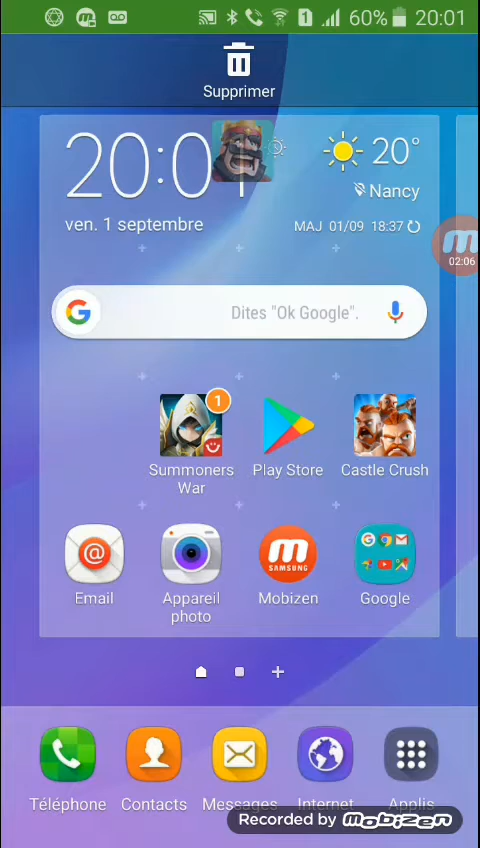 1 60% 20:01
Supprimer
20:0
20°
Nancy
ven. 1 septembre
MAJ 01/09 18:37
02:06
G Dites "Ok Google".
1
Summoners War
Play Store
Castle Crush
@
SAMSUNG
Email
Appareil photo
Mobizen
Google
Téléphone
Contacts
Messages
Internet
Applis
Recorded by mobizen